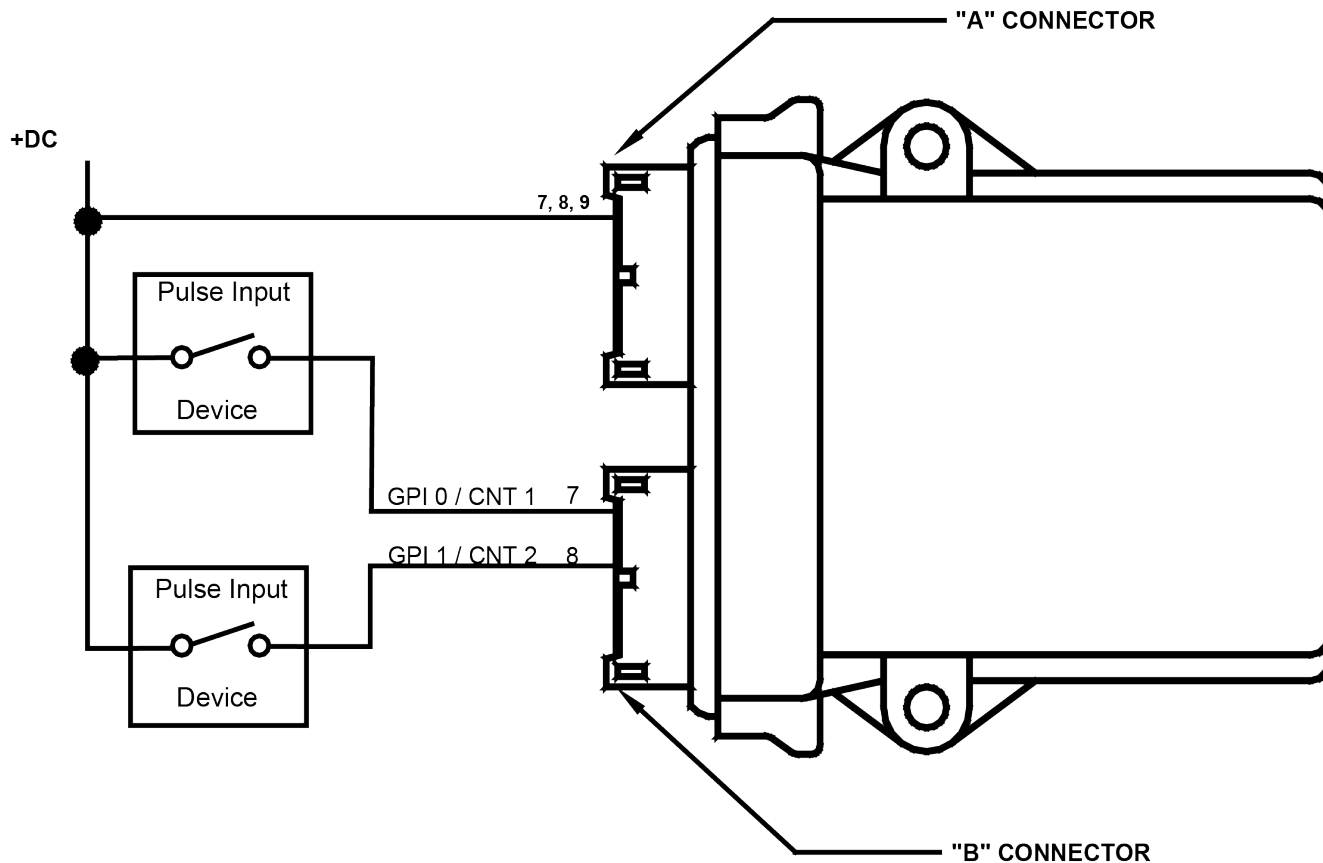 "A" CONNECTOR
+DC
7, 8, 9
Pulse Input
Device
GPI 0 / CNT 1 7
GPI 1 / CNT 2 8
Pulse Input
Device
"B" CONNECTOR